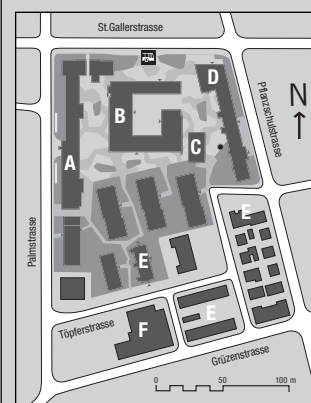 St.Gallerstrasse
D
Pflanzschulstrasse
N
B
C
A
Palmstrasse
E
E
Töpferstrasse
F
E
Grüzenstrasse
0 50 100 m